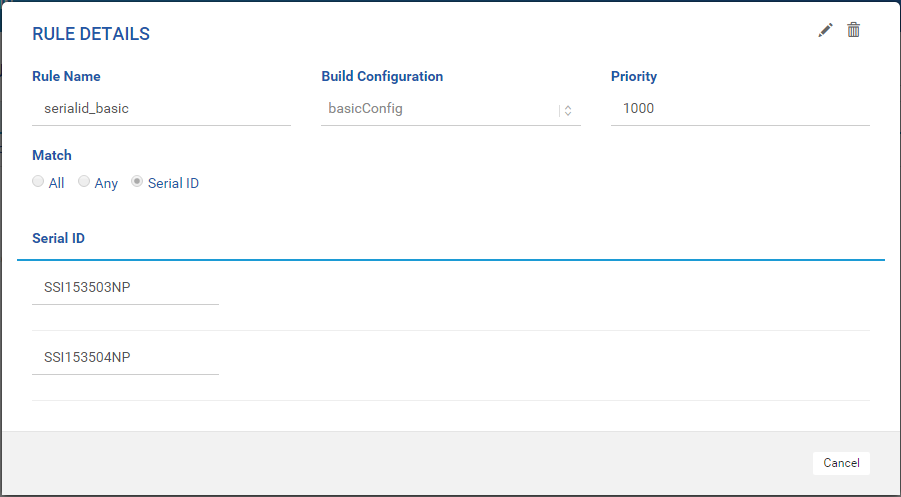 RULE DETAILS
Rule Name Build Configuration Priority
serialid_basic basicConfig 1000
Match
All Any Serial ID
Serial ID
SSI153503NP
SSI153504NP
Cancel